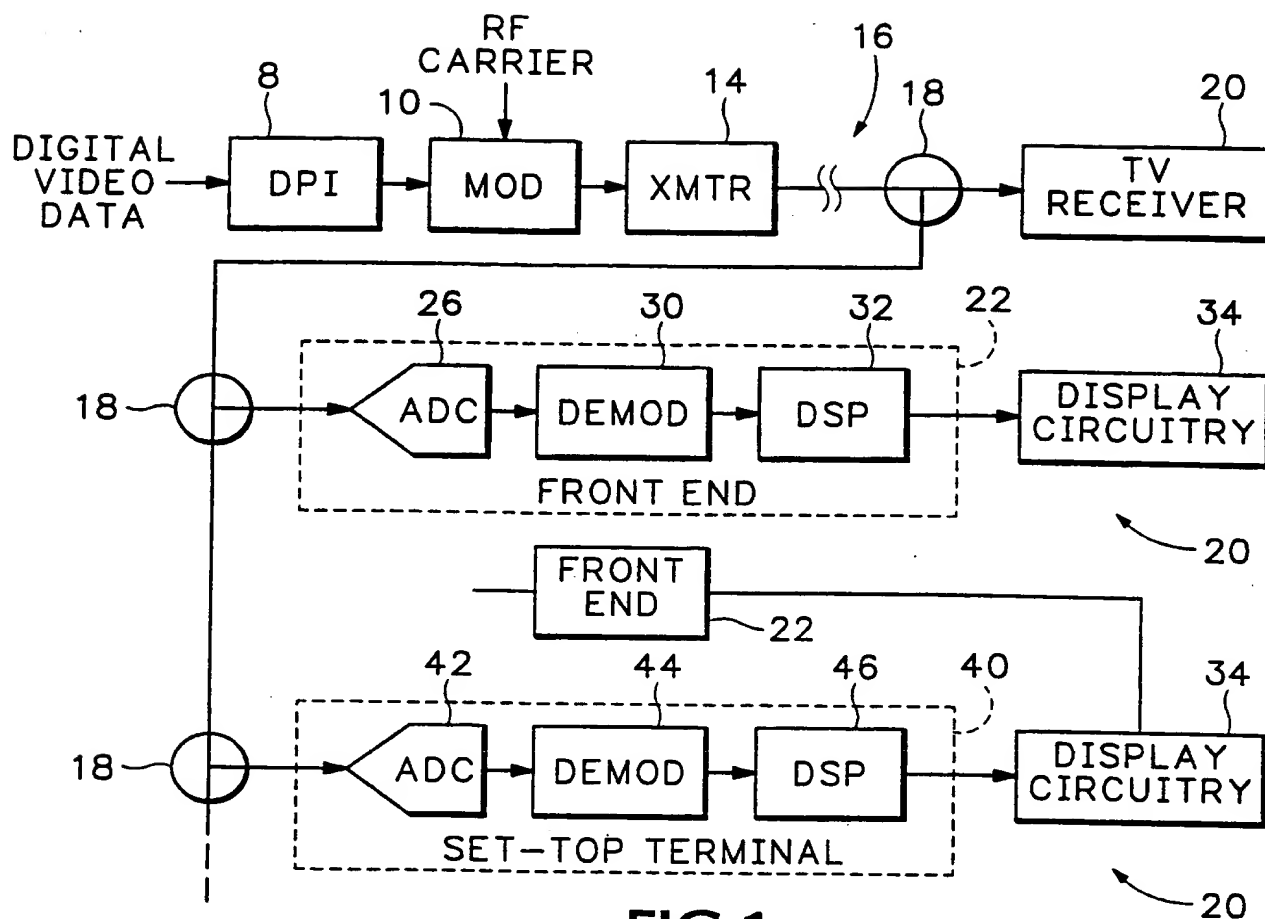 RF
CARRIER
16
8
10
14
18
20
DIGITAL
VIDEO
DATA
DPI
MOD
XMTR
TV
RECEIVER
26
30
32
22
34
18
ADC
DEMOD
DSP
DISPLAY
CIRCUITRY
FRONT END
20
FRONT
END
22
42
44
46
40
34
18
ADC
DEMOD
DSP
DISPLAY
CIRCUITRY
SET-TOP TERMINAL
20
FIG.1